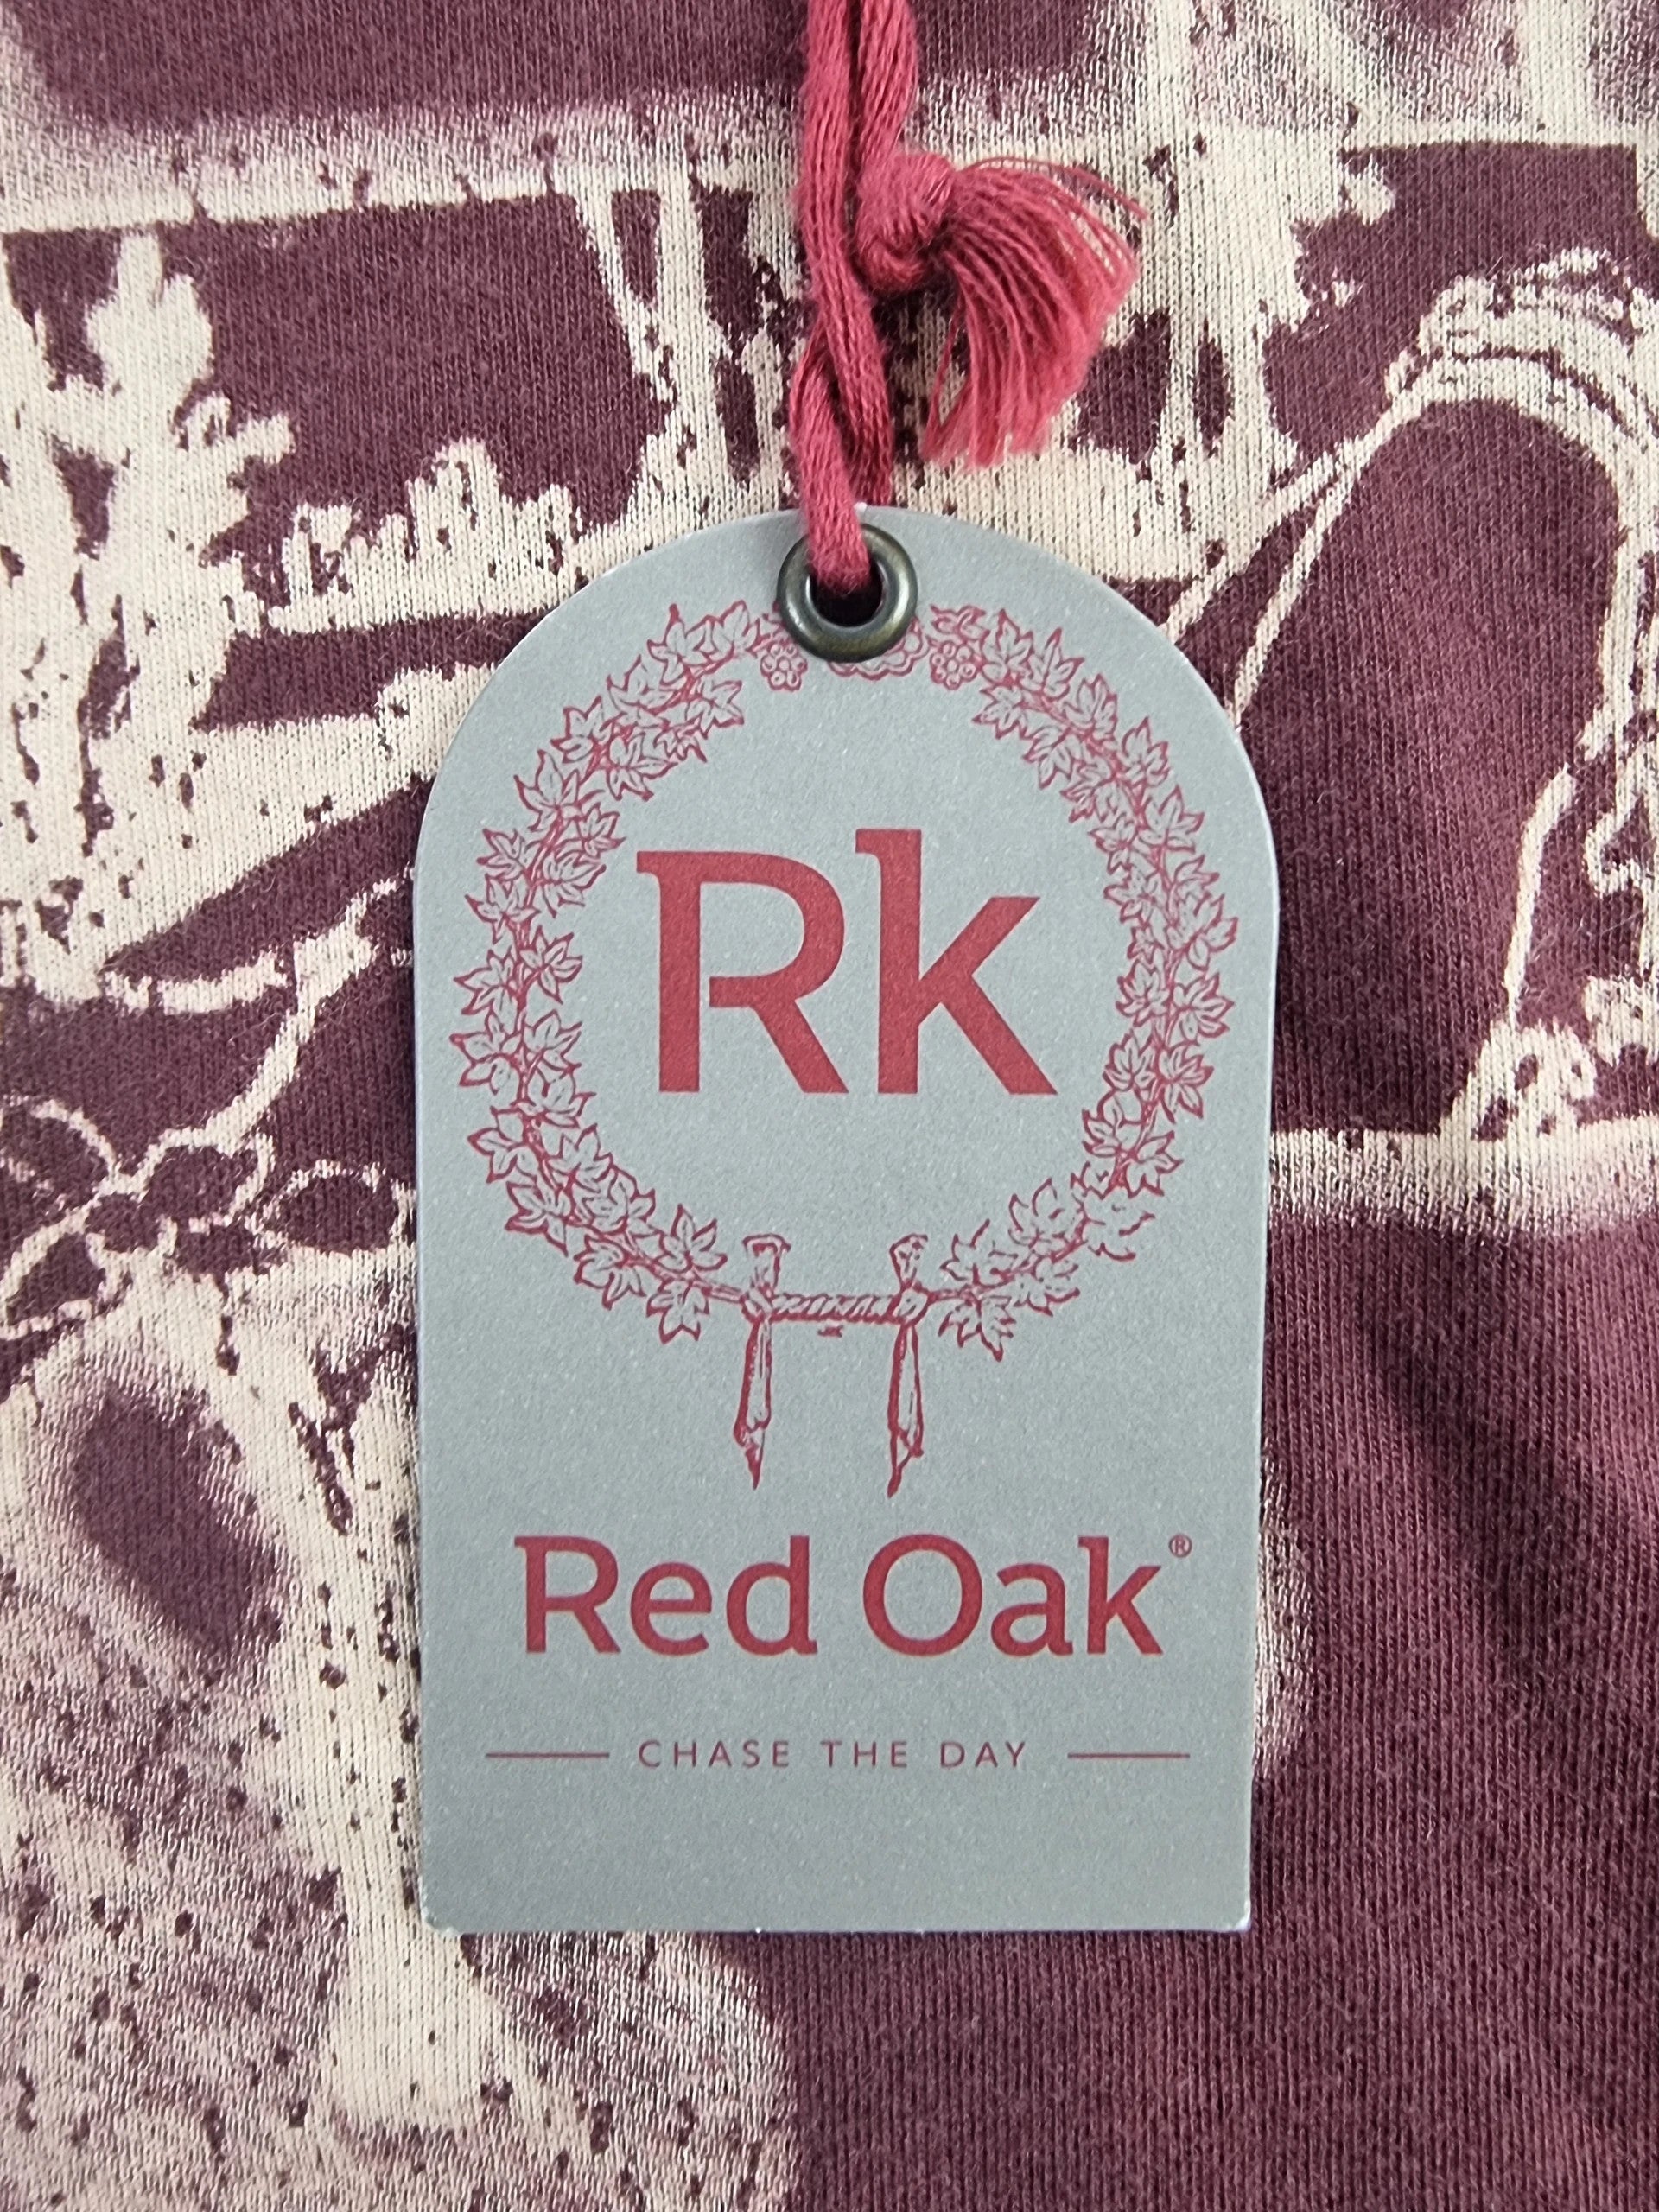 Rk
Red Oak®
CHASE THE DAY